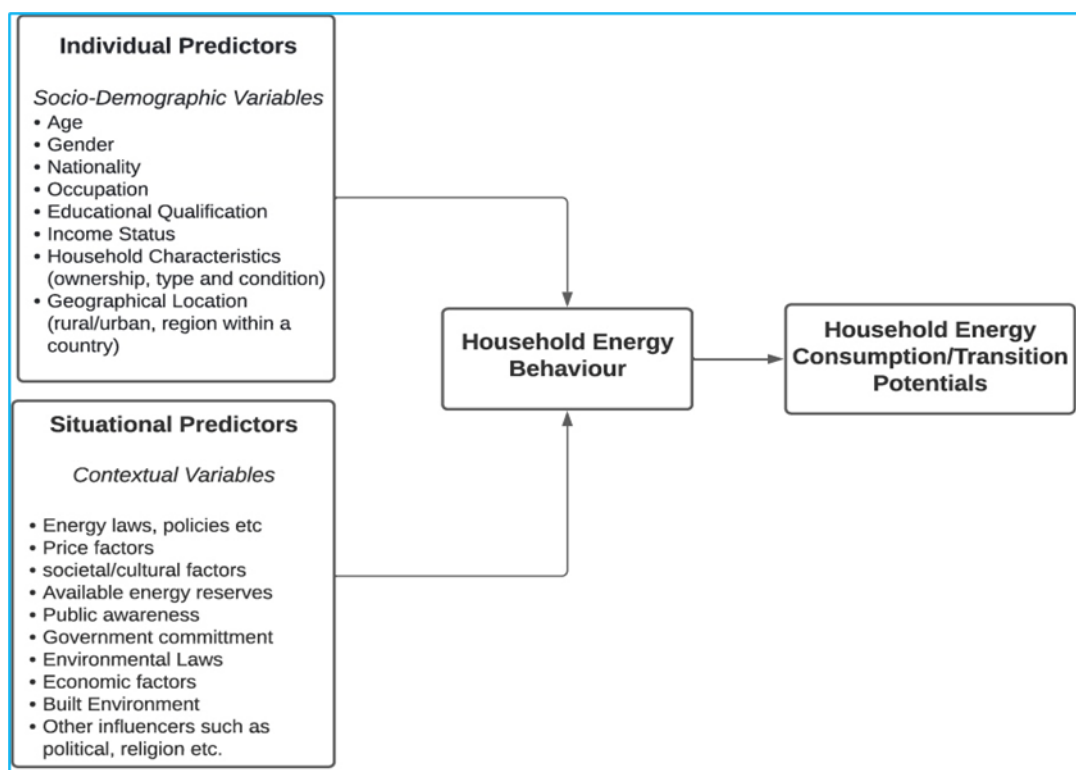 Individual Predictors
Socio-Demographic Variables
• Age
• Gender
• Nationality
• Occupation
• Educational Qualification
• Income Status
• Household Characteristics
(ownership, type and condition)
• Geographical Location
(rural/urban, region within a
country)
Situational Predictors
Contextual Variables
• Energy laws, policies etc
• Price factors
• societal/cultural factors
• Available energy reserves
• Public awareness
• Government committment
• Environmental Laws
• Economic factors
• Built Environment
• Other influencers such as
political, religion etc.
Household Energy
Behaviour
Household Energy
Consumption/Transition
Potentials